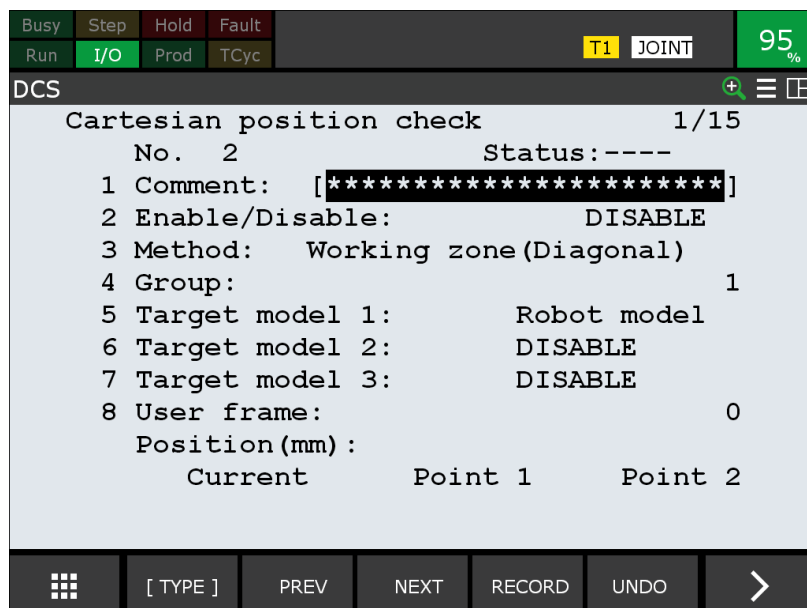 Busy Step Hold Fault
Run I/O Prod TCyc T1 JOINT 95%
DCS
Cartesian position check 1/15
No. 2 Status:----
1 Comment: [***********************]
2 Enable/Disable: DISABLE
3 Method: Working zone(Diagonal)
4 Group: 1
5 Target model 1: Robot model
6 Target model 2: DISABLE
7 Target model 3: DISABLE
8 User frame: 0
Position(mm):
Current Point 1 Point 2
[ TYPE ] PREV NEXT RECORD UNDO